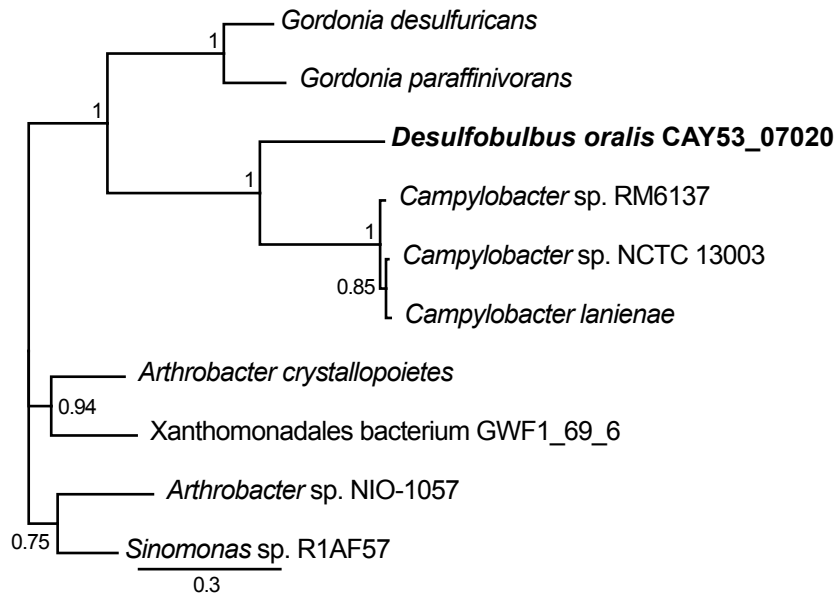 Gordonia desulfuricans
1
Gordonia paraffinivorans
1
Desulfobulbus oralis CAY53_07020
1
Campylobacter sp. RM6137
1
Campylobacter sp. NCTC 13003
0.85
Campylobacter lanienae
Arthrobacter crystallopoietes
0.94
Xanthomonadales bacterium GWF1_69_6
Arthrobacter sp. NIO-1057
0.75
Sinomonas sp. R1AF57
0.3